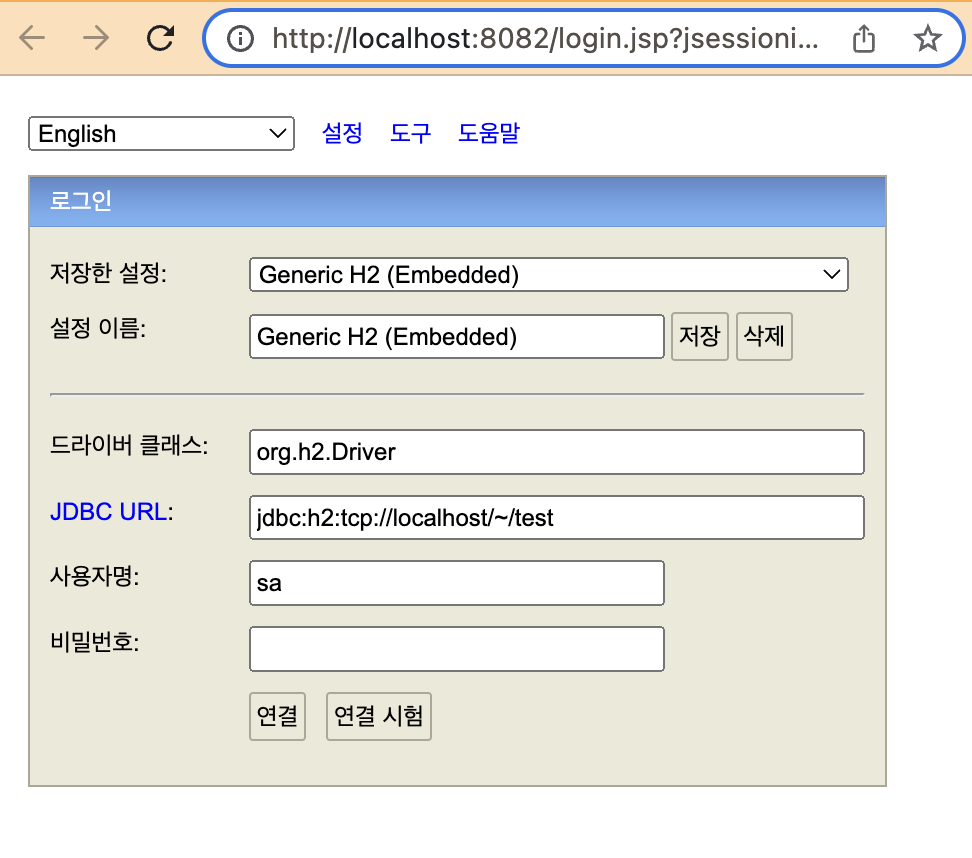 http://localhost:8082/login.jsp?jsessioni...
English 설정 도구 도움말
로그인
저장한 설정: Generic H2 (Embedded)
설정 이름: Generic H2 (Embedded) 저장 삭제
드라이버 클래스: org.h2.Driver
JDBC URL: jdbc:h2:tcp://localhost/~/test
사용자명: sa
비밀번호:
연결 연결 시험